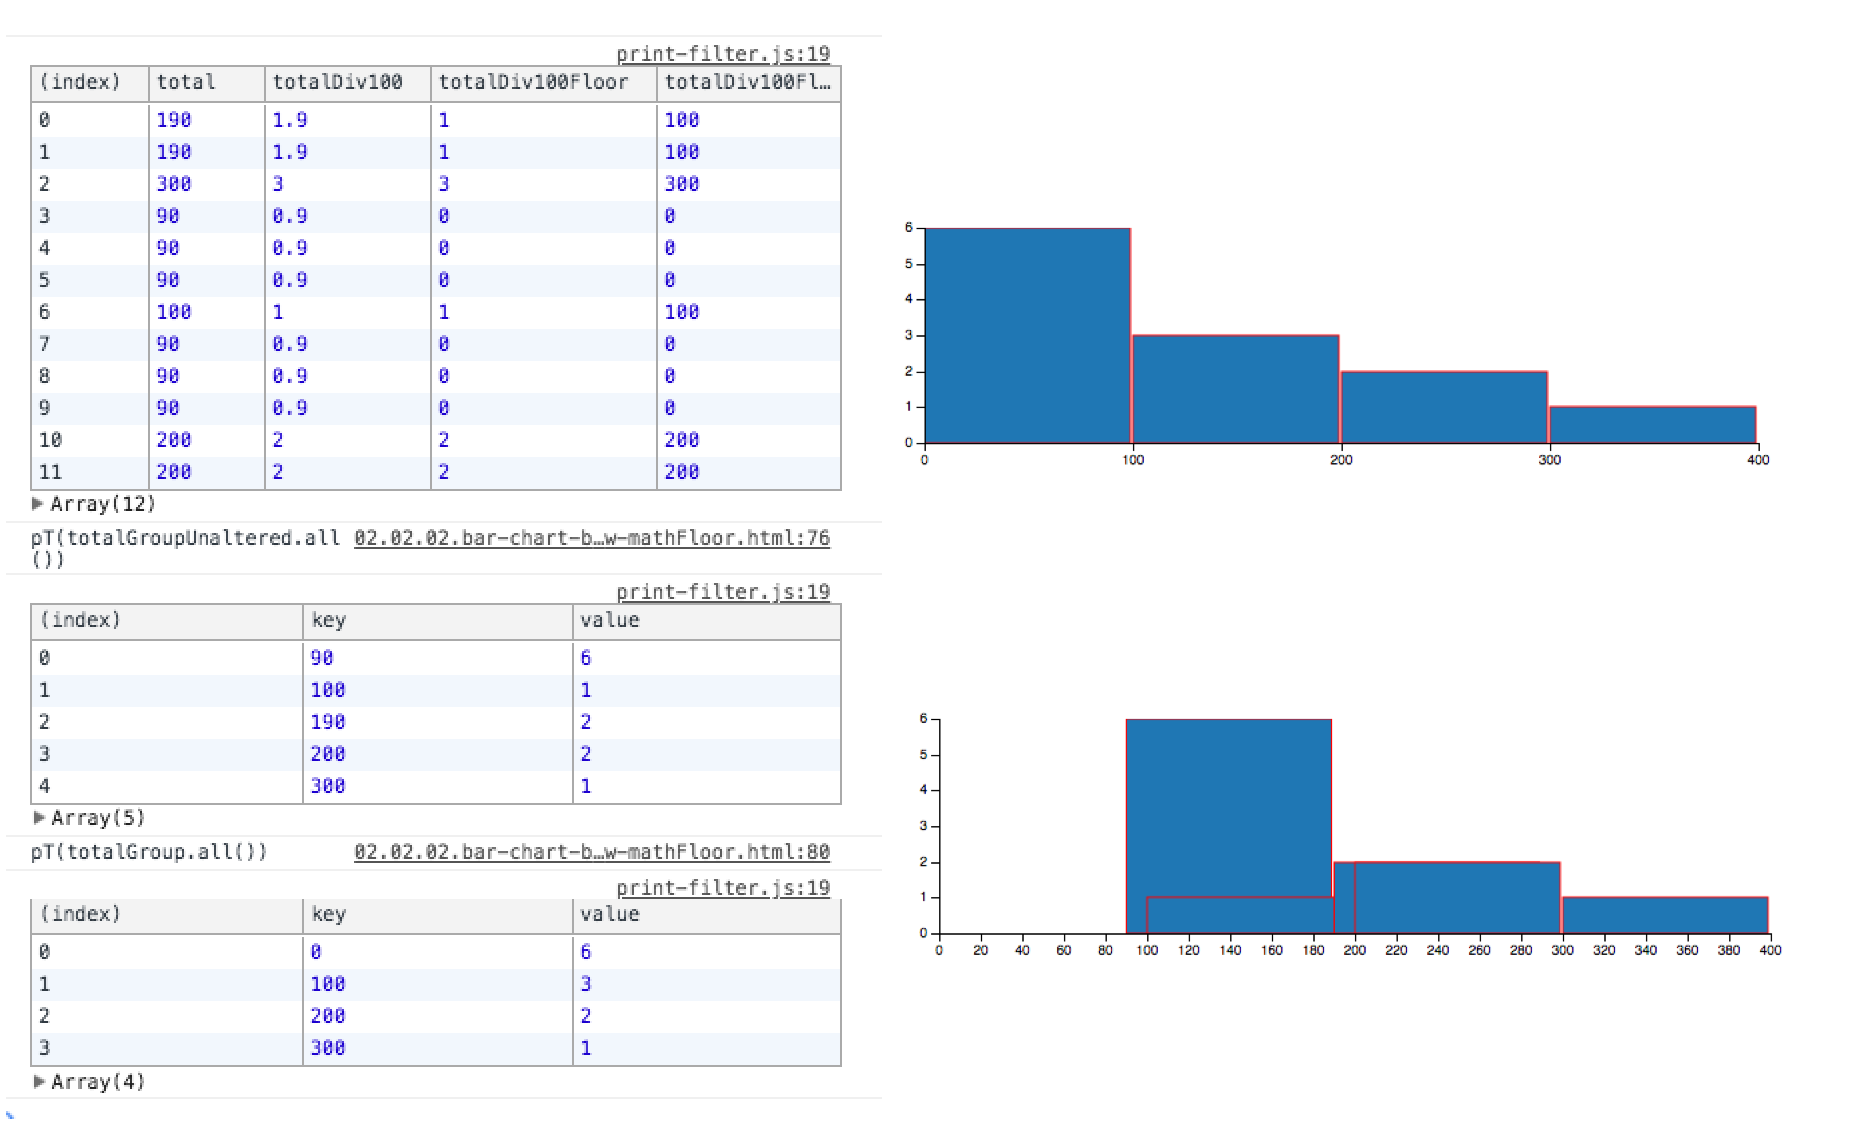 print-filter.js:19
(index) total totalDiv100 totalDiv100Floor totalDiv100Fl…
0 190 1.9 1 100
1 190 1.9 1 100
2 300 3 3 300
3 90 0.9 0 0
4 90 0.9 0 0
5 90 0.9 0 0
6 100 1 1 100
7 90 0.9 0 0
8 90 0.9 0 0
9 90 0.9 0 0
10 200 2 2 200
11 200 2 2 200
Array(12)
pT(totalGroupUnaltered.all 02.02.02.bar-chart-b…w-mathFloor.html:76
())
print-filter.js:19
(index) key value
0 90 6
1 100 1
2 190 2
3 200 2
4 300 1
Array(5)
pT(totalGroup.all()) 02.02.02.bar-chart-b…w-mathFloor.html:80
print-filter.js:19
(index) key value
0 0 6
1 100 3
2 200 2
3 300 1
Array(4)
6
5
4
3
2
1
0
0 100 200 300 400
6
5
4
3
2
1
0
0 20 40 60 80 100 120 140 160 180 200 220 240 260 280 300 320 340 360 380 400